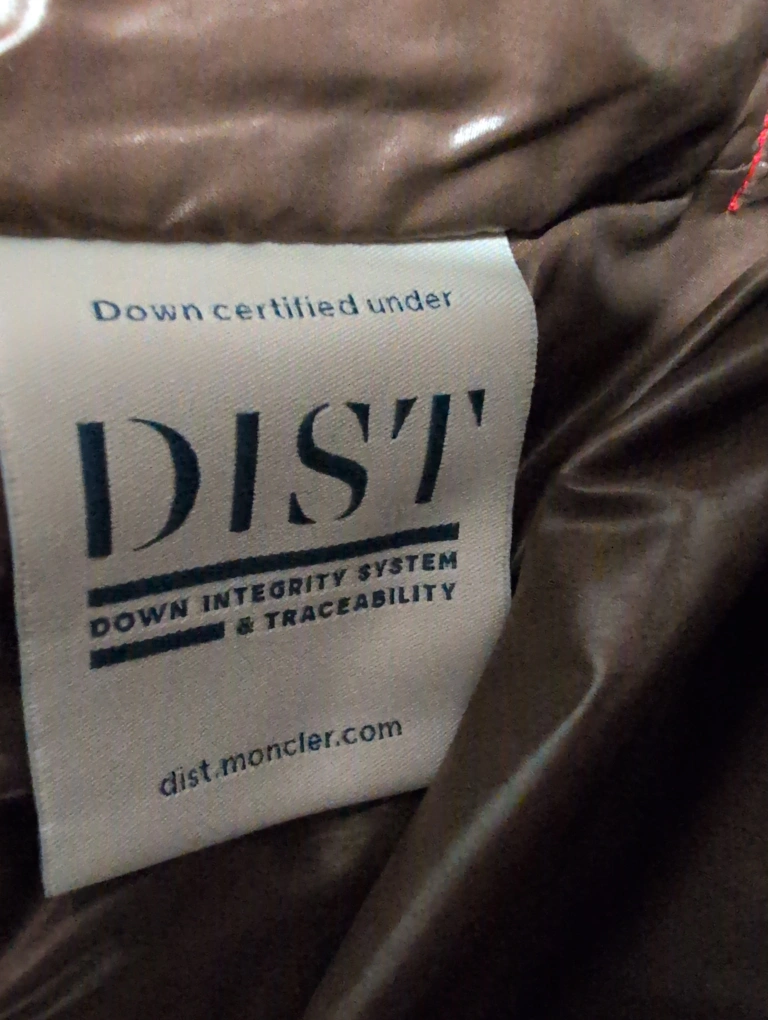 Down certified under
DIST
DOWN INTEGRITY SYSTEM
& TRACEABILITY
dist.moncler.com